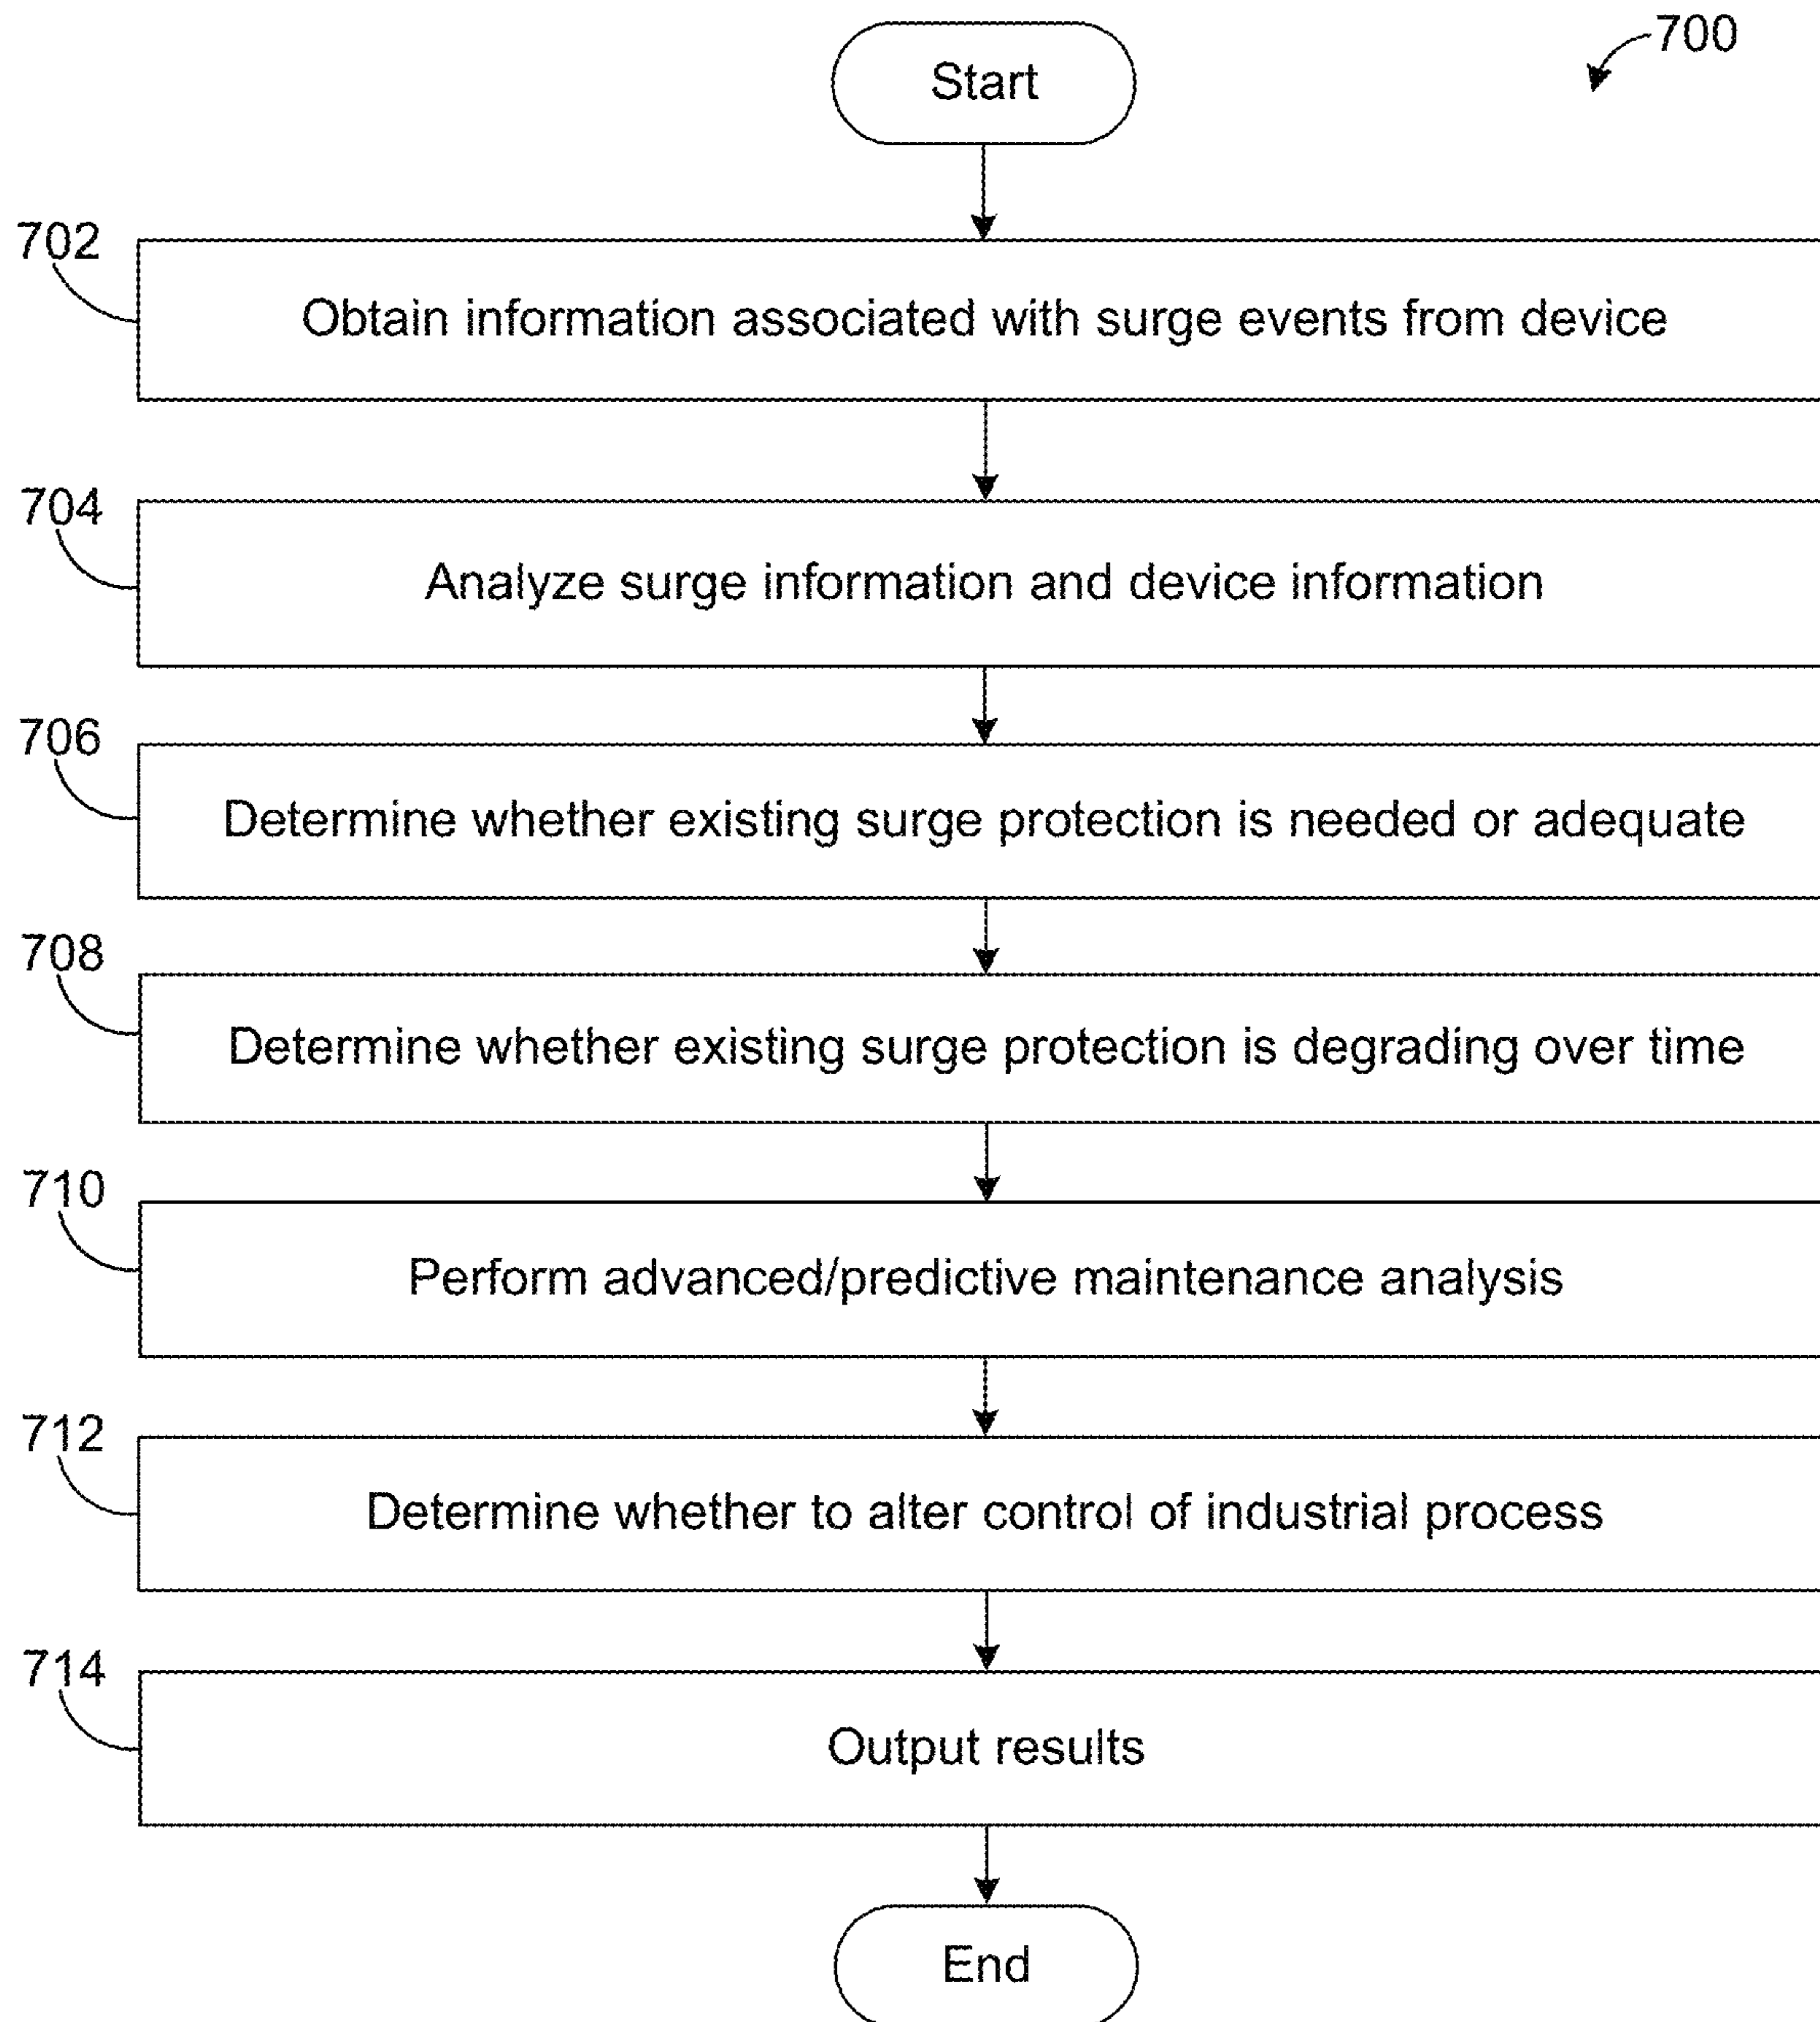 Start
700
702
Obtain information associated with surge events from device
704
Analyze surge information and device information
706
Determine whether existing surge protection is needed or adequate
708
Determine whether existing surge protection is degrading over time
710
Perform advanced/predictive maintenance analysis
712
Determine whether to alter control of industrial process
714
Output results
End